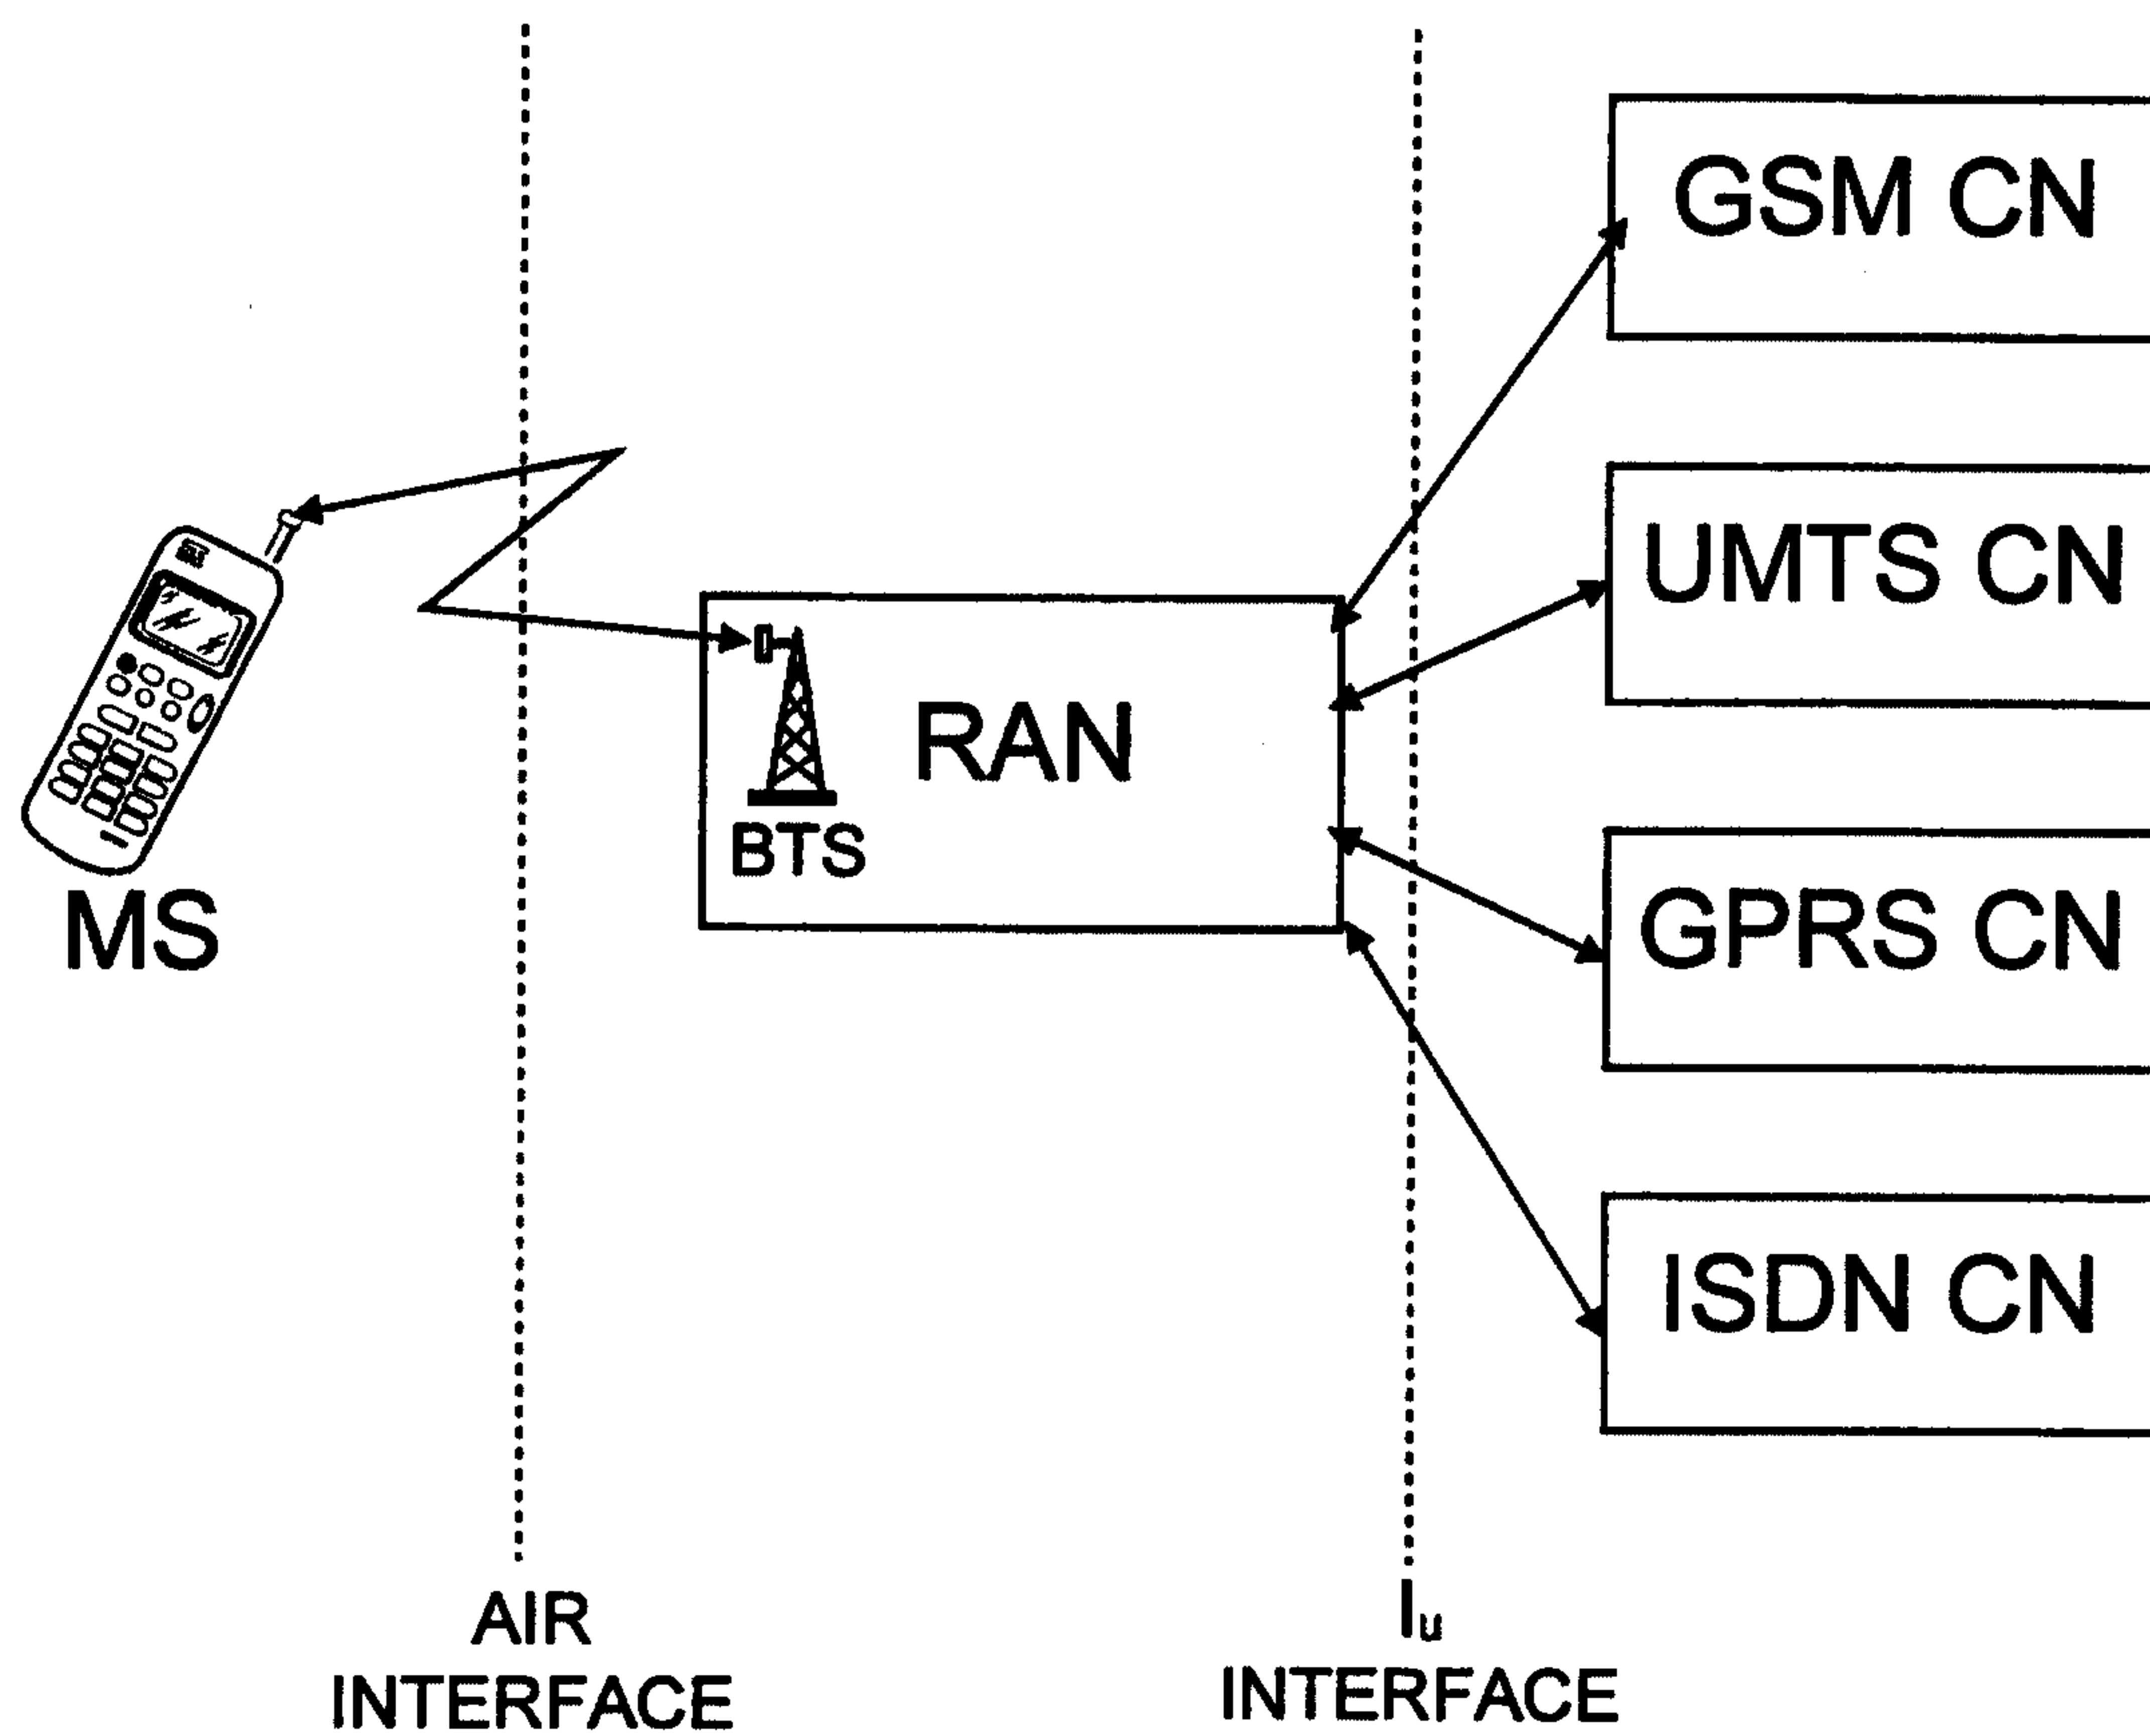 GSM CN
UMTS CN
RAN
BTS
MS
GPRS CN
ISDN CN
AIR
INTERFACE
Iu
INTERFACE